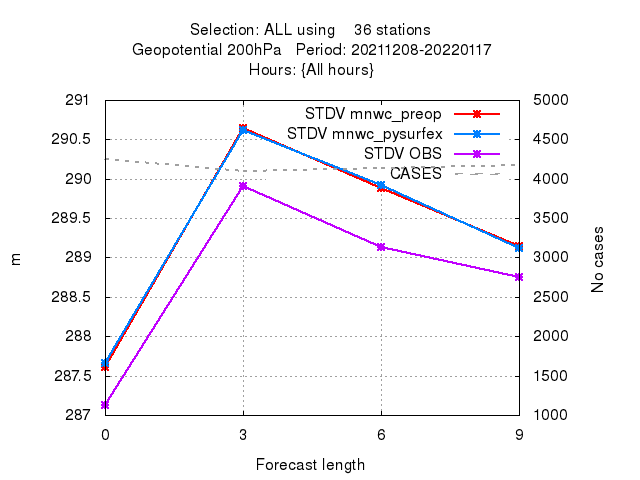 Selection: ALL using    36 stations
Geopotential 200hPa   Period: 20211208-20220117
Hours: {All hours}
291 5000
STDV mnwc_preop
290.5 4500
STDV mnwc_pysurfex
STDV OBS
290 4000
CASES
289.5 3500
289 3000
m
No cases
288.5 2500
288 2000
287.5 1500
287 1000
0 3 6 9
Forecast length